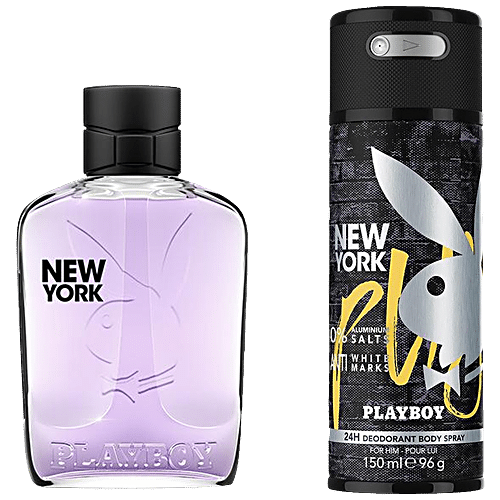 NEW
YORK
PLAYBOY
NEW
YORK
0% ALUMINIUM
SALTS
ANTI WHITE
MARKS
PLAYBOY
24H DEODORANT BODY SPRAY
FOR HIM - POUR LUI
150 ml ℮ 96 g